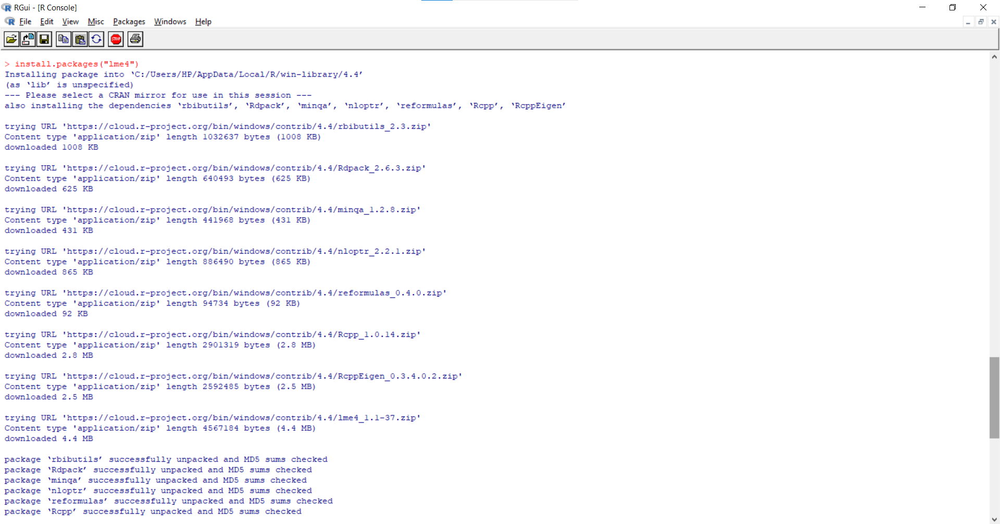 RGui - [R Console]
File Edit View Misc Packages Windows Help
STOP
> install.packages("lme4")
Installing package into ‘C:/Users/HP/AppData/Local/R/win-library/4.4’
(as ‘lib’ is unspecified)
--- Please select a CRAN mirror for use in this session ---
also installing the dependencies ‘rbibutils’, ‘Rdpack’, ‘minqa’, ‘nloptr’, ‘reformulas’, ‘Rcpp’, ‘RcppEigen’
trying URL 'https://cloud.r-project.org/bin/windows/contrib/4.4/rbibutils_2.3.zip'
Content type 'application/zip' length 1032637 bytes (1008 KB)
downloaded 1008 KB
trying URL 'https://cloud.r-project.org/bin/windows/contrib/4.4/Rdpack_2.6.3.zip'
Content type 'application/zip' length 640493 bytes (625 KB)
downloaded 625 KB
trying URL 'https://cloud.r-project.org/bin/windows/contrib/4.4/minqa_1.2.8.zip'
Content type 'application/zip' length 441968 bytes (431 KB)
downloaded 431 KB
trying URL 'https://cloud.r-project.org/bin/windows/contrib/4.4/nloptr_2.2.1.zip'
Content type 'application/zip' length 886490 bytes (865 KB)
downloaded 865 KB
trying URL 'https://cloud.r-project.org/bin/windows/contrib/4.4/reformulas_0.4.0.zip'
Content type 'application/zip' length 94734 bytes (92 KB)
downloaded 92 KB
trying URL 'https://cloud.r-project.org/bin/windows/contrib/4.4/Rcpp_1.0.14.zip'
Content type 'application/zip' length 2901319 bytes (2.8 MB)
downloaded 2.8 MB
trying URL 'https://cloud.r-project.org/bin/windows/contrib/4.4/RcppEigen_0.3.4.0.2.zip'
Content type 'application/zip' length 2592485 bytes (2.5 MB)
downloaded 2.5 MB
trying URL 'https://cloud.r-project.org/bin/windows/contrib/4.4/lme4_1.1-37.zip'
Content type 'application/zip' length 4567184 bytes (4.4 MB)
downloaded 4.4 MB
package ‘rbibutils’ successfully unpacked and MD5 sums checked
package ‘Rdpack’ successfully unpacked and MD5 sums checked
package ‘minqa’ successfully unpacked and MD5 sums checked
package ‘nloptr’ successfully unpacked and MD5 sums checked
package ‘reformulas’ successfully unpacked and MD5 sums checked
package ‘Rcpp’ successfully unpacked and MD5 sums checked